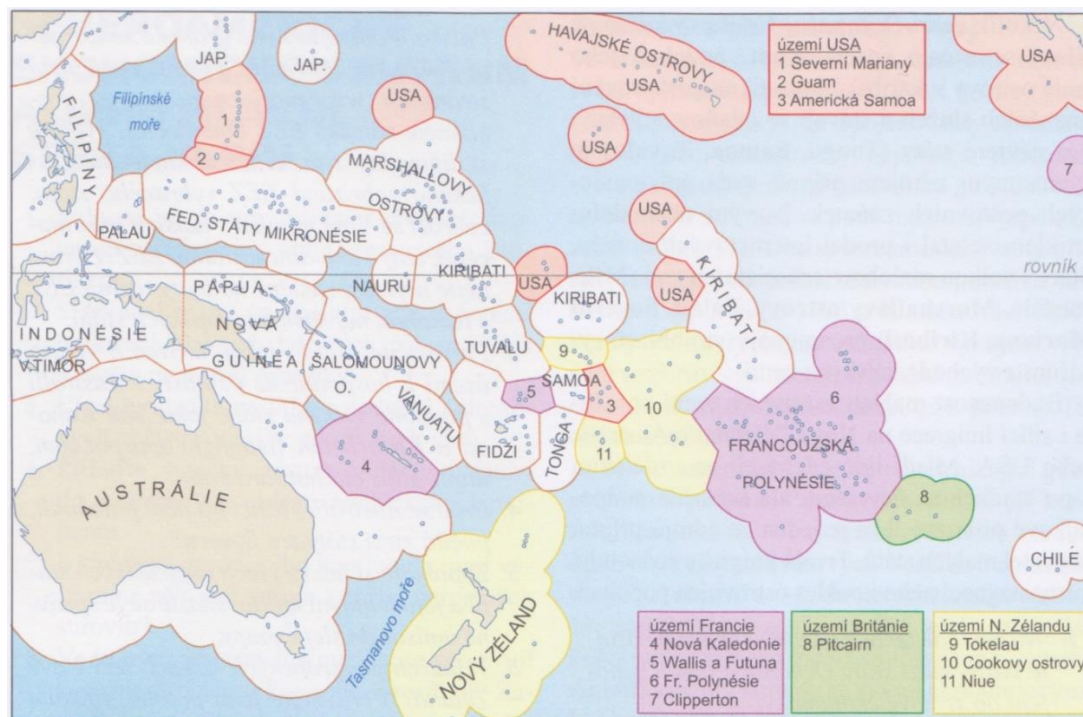 JAP.
JAP.
HAVAJSKÉ OSTROVY
USA
USA
území USA
1 Severní Mariany
2 Guam
3 Americká Samoa
USA
FILIPÍNY
Filipínské
moře
1
2
USA
7
MARSHALLOVY
OSTROVY
PALAU
FED. STÁTY MIKRONÉSIE
USA
KIRIBATI
rovník
PAPUA
NAURU
KIRIBATI
USA
KIRIBATI
USA
INDONÉSIE
NOVÁ
V.TIMOR
GUINEA
ŠALOMOUNOVY
O.
TUVALU
9
SAMOA
5
3
10
6
VANUATU
FIDŽI
TONGA
11
FRANCOUZSKÁ
POLYNÉSIE
4
8
AUSTRÁLIE
CHILÉ
Tasmanovo moře
NOVÝ ZÉLAND
území Francie
4 Nová Kaledonie
5 Wallis a Futuna
6 Fr. Polynésie
7 Clipperton
území Británie
8 Pitcairn
území N. Zélandu
9 Tokelau
10 Cookovy ostrovy
11 Niue